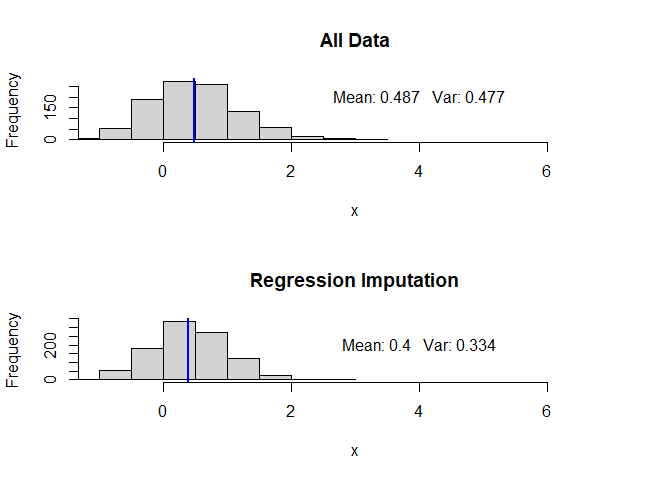 All Data
Frequency
0 150
Mean: 0.487 Var: 0.477
0 2 4 6
x
Regression Imputation
Frequency
0 200
Mean: 0.4 Var: 0.334
0 2 4 6
x